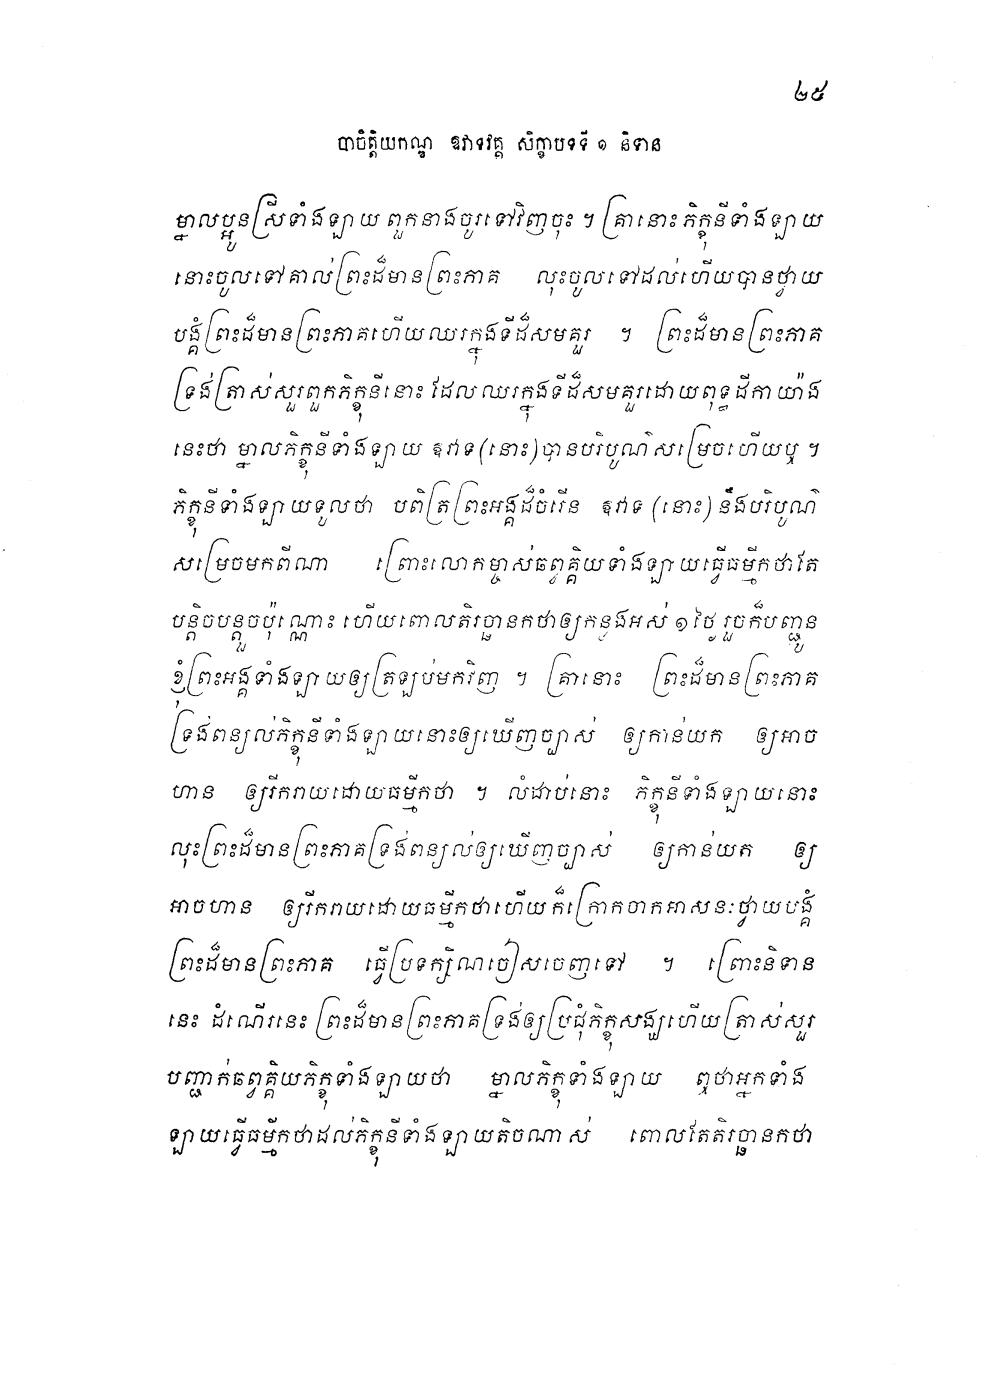 ២៥
បាចិត្តិយកណ្ឌ ឱវាទវគ្គ សិក្ខាបទទី ១ និទាន
ម្នាលប្អូនស្រីទាំងឡាយ ពួកនាងចូរទៅវិញចុះ ។ គ្រានោះ ភិក្ខុនីទាំងឡាយ
នោះចូលទៅគាល់ព្រះដ៏មានព្រះភាគ លុះចូលទៅដល់ហើយបានថ្វាយ
បង្គំព្រះដ៏មានព្រះភាគហើយឈរក្នុងទីដ៏សមគួរ ។ ព្រះដ៏មានព្រះភាគ
ទ្រង់ត្រាស់សួរពួកភិក្ខុនីនោះ ដែលឈរក្នុងទីដ៏សមគួរដោយពុទ្ធដីកាយ៉ាង
នេះថា ម្នាលភិក្ខុនីទាំងឡាយ ឱវាទ(នោះ)បានបរិបូណ៌សម្រេចហើយឬ ។
ភិក្ខុនីទាំងឡាយទូលថា បពិត្រព្រះអង្គដ៏ចំរើន ឱវាទ (នោះ) នឹងបរិបូណ៌
សម្រេចមកពីណា ព្រោះលោកម្ចាស់ឆព្វគ្គិយទាំងឡាយធ្វើធម្មីកថាតែ
បន្តិចបន្តួចប៉ុណ្ណោះ ហើយពោលតិរច្ឆានកថាឲ្យកន្លងអស់ ១ ថ្ងៃ រួចក៏បញ្ជូន
ខ្ញុំព្រះអង្គទាំងឡាយឲ្យត្រឡប់មកវិញ ។ គ្រានោះ ព្រះដ៏មានព្រះភាគ
ទ្រង់ពន្យល់ភិក្ខុនីទាំងឡាយនោះឲ្យឃើញច្បាស់ ឲ្យកាន់យក ឲ្យអាច
ហាន ឲ្យរីករាយដោយធម្មីកថា ។ លំដាប់នោះ ភិក្ខុនីទាំងឡាយនោះ
លុះព្រះដ៏មានព្រះភាគទ្រង់ពន្យល់ឲ្យឃើញច្បាស់ ឲ្យកាន់យក ឲ្យ
អាចហាន ឲ្យរីករាយដោយធម្មីកថាហើយ ក៏ក្រោកចាកអាសនៈថ្វាយបង្គំ
ព្រះដ៏មានព្រះភាគ ធ្វើប្រទក្សិណចៀសចេញទៅ ។ ព្រោះនិទាន
នេះ ដំណើរនេះ ព្រះដ៏មានព្រះភាគទ្រង់ឲ្យប្រជុំភិក្ខុសង្ឃហើយត្រាស់សួរ
បញ្ជាក់ឆព្វគ្គិយភិក្ខុទាំងឡាយថា ម្នាលភិក្ខុទាំងឡាយ ឮថាអ្នកទាំង
ឡាយធ្វើធម្មីកថាដល់ភិក្ខុនីទាំងឡាយតិចណាស់ ពោលតែតិរច្ឆានកថា